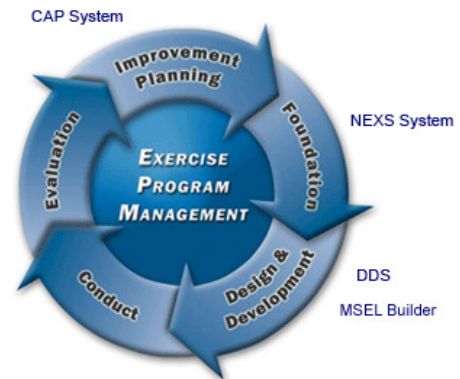 CAP System
Improvement
Planning
Foundation
NEXS System
Evaluation
EXERCISE
PROGRAM
MANAGEMENT
Design &
Development
Conduct
DDS
MSEL Builder